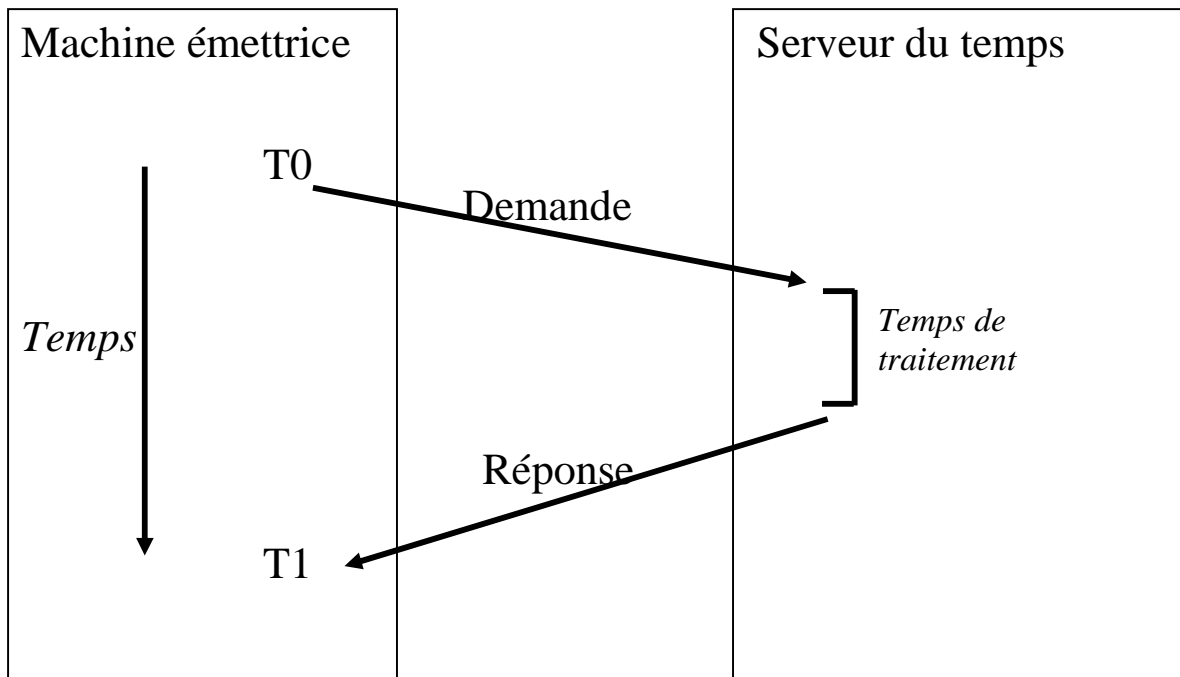 Machine émettrice
Serveur du temps
T0
Demande
Temps
Temps de
traitement
Réponse
T1